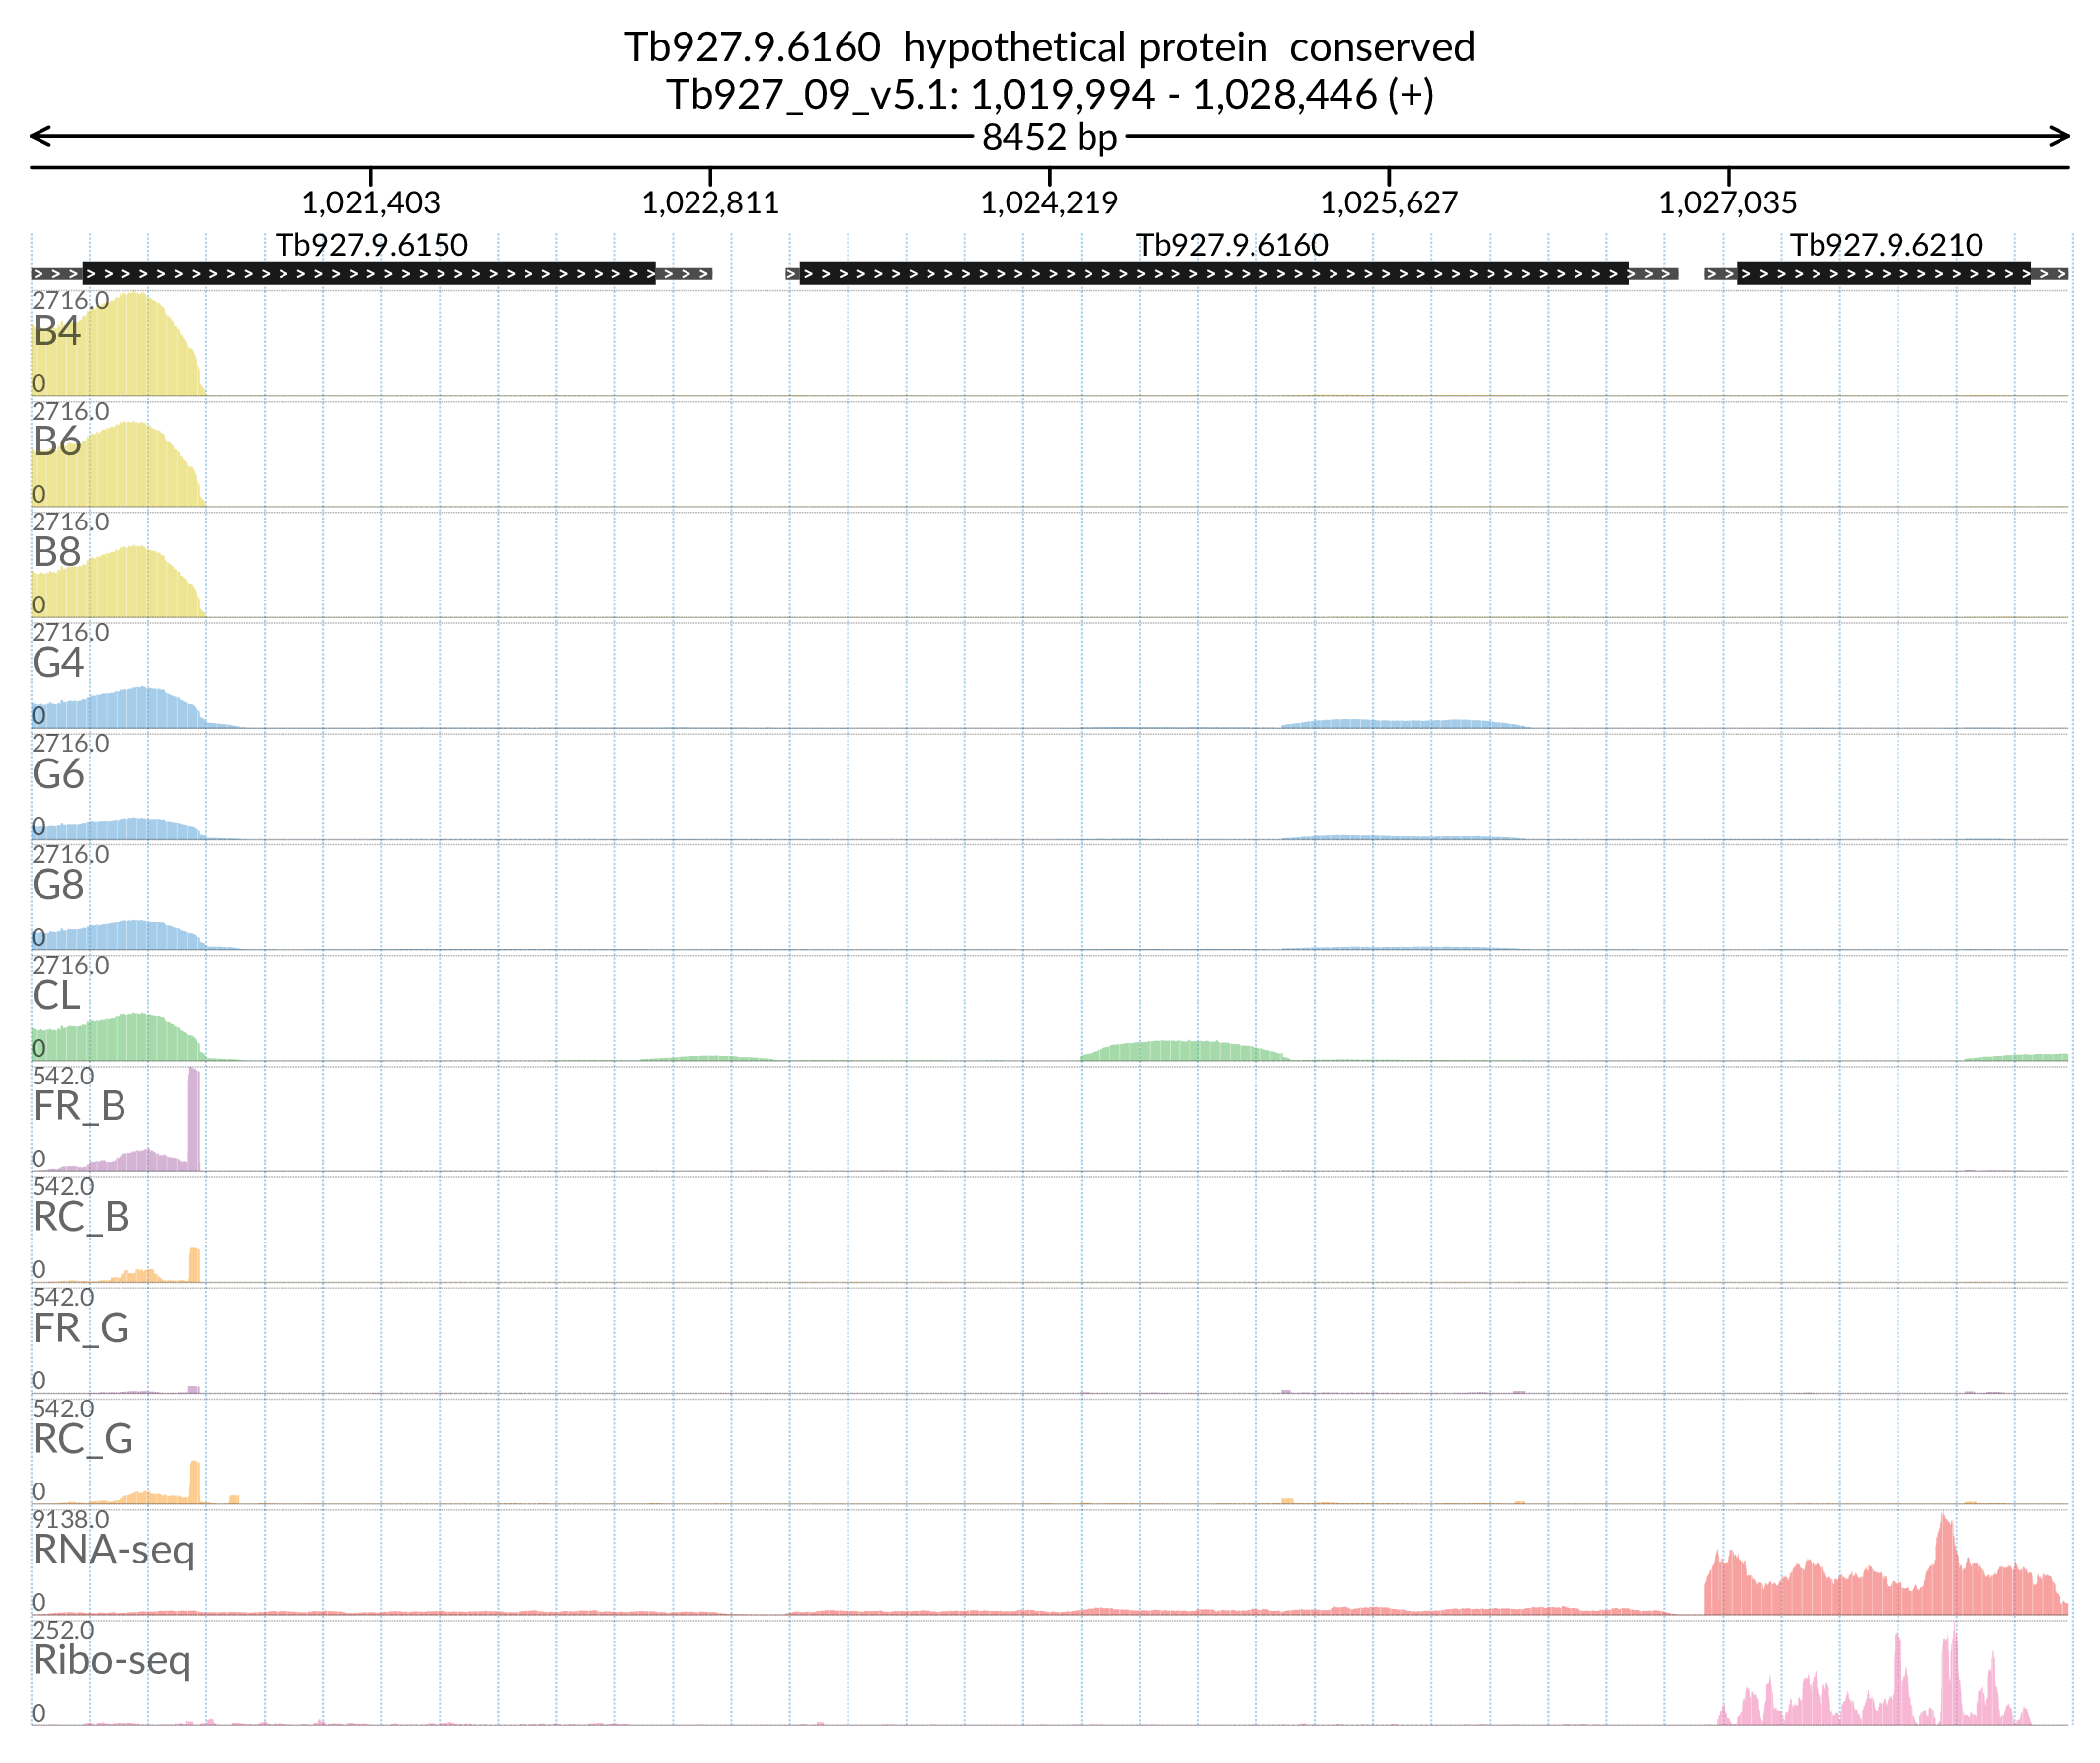 Tb927.9.6160  hypothetical protein  conserved
Tb927_09_v5.1: 1,019,994 - 1,028,446 (+)
8452 bp
1,021,403 1,022,811 1,024,219 1,025,627 1,027,035
Tb927.9.6150 Tb927.9.6160 Tb927.9.6210
2716.0
B4
0
2716.0
B6
0
2716.0
B8
0
2716.0
G4
0
2716.0
G6
0
2716.0
G8
0
2716.0
CL
0
542.0
FR_B
0
542.0
RC_B
0
542.0
FR_G
0
542.0
RC_G
0
9138.0
RNA-seq
0
252.0
Ribo-seq
0